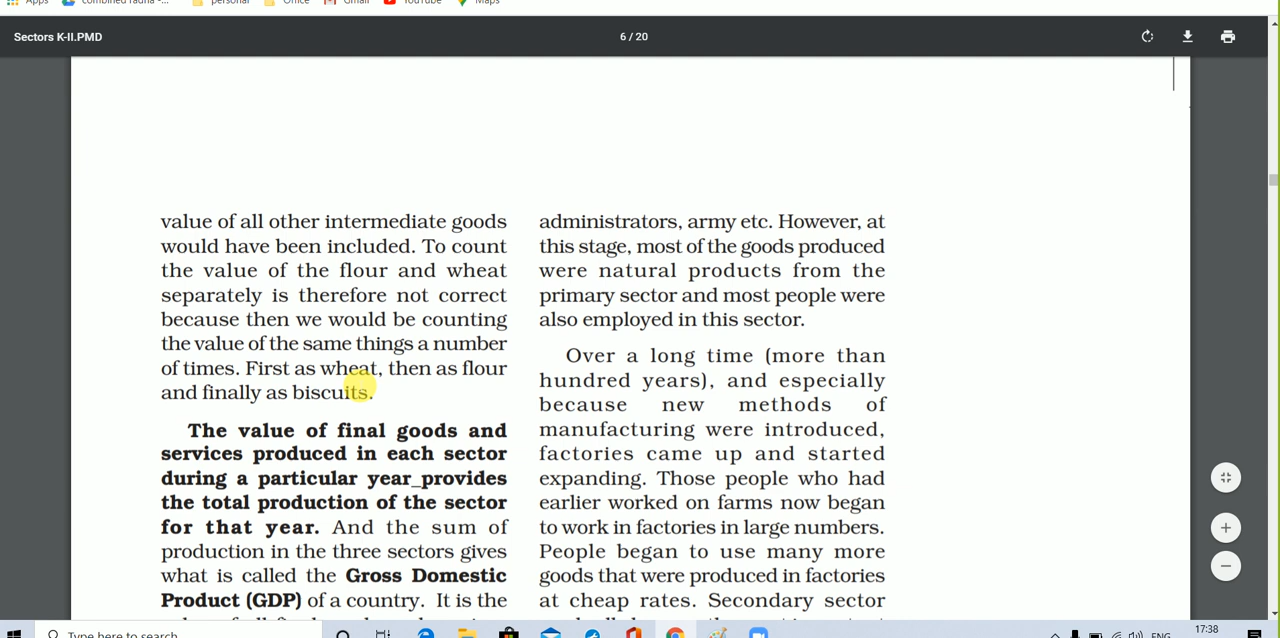 Apps
personal
Office
Gmail
YouTube
Maps
Sectors K-II.PMD
6 / 20
value of all other intermediate goods
would have been included. To count
the value of the flour and wheat
separately is therefore not correct
because then we would be counting
the value of the same things a number
of times. First as wheat, then as flour
and finally as biscuits.
The value of final goods and
services produced in each sector
during a particular year_provides
the total production of the sector
for that year. And the sum of
production in the three sectors gives
what is called the Gross Domestic
Product (GDP) of a country. It is the
administrators, army etc. However, at
this stage, most of the goods produced
were natural products from the
primary sector and most people were
also employed in this sector.
Over a long time (more than
hundred years), and especially
because new methods of
manufacturing were introduced,
factories came up and started
expanding. Those people who had
earlier worked on farms now began
to work in factories in large numbers.
People began to use many more
goods that were produced in factories
at cheap rates. Secondary sector
Type here to search
ENG
17:38